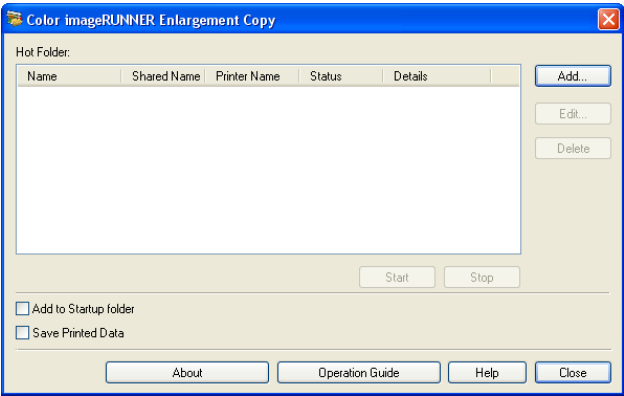 Color imageRUNNER Enlargement Copy
Hot Folder:
Name Shared Name Printer Name Status Details
Add...
Edit...
Delete
Start Stop
Add to Startup folder
Save Printed Data
About Operation Guide Help Close